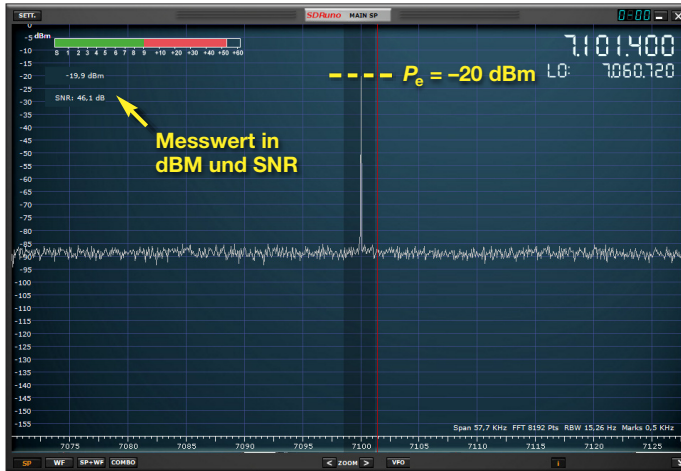 SETT.
SDRuno MAIN SP
0-00
0
-5 dBm
S 1 2 3 4 5 6 7 8 9 +10 +20 +30 +40 +50 +60
7.101.400
LO: 7.060.720
-10
-15
-19,9 dBm
Pe = –20 dBm
-20
-25
SNR: 46,1 dB
-30
-35
-40
Messwert in
dBM und SNR
-45
-50
-55
-60
-65
-70
-75
-80
-85
-90
-95
-100
-105
-110
-115
-120
-125
-130
-135
-140
-145
-150
-155
Span 57,7 KHz FFT 8192 Pts RBW 15,26 Hz Marks 0,5 KHz
7075 7080 7085 7090 7095 7100 7105 7110 7115 7120 7125
SP WF SP+WF COMBO < ZOOM > VFO i